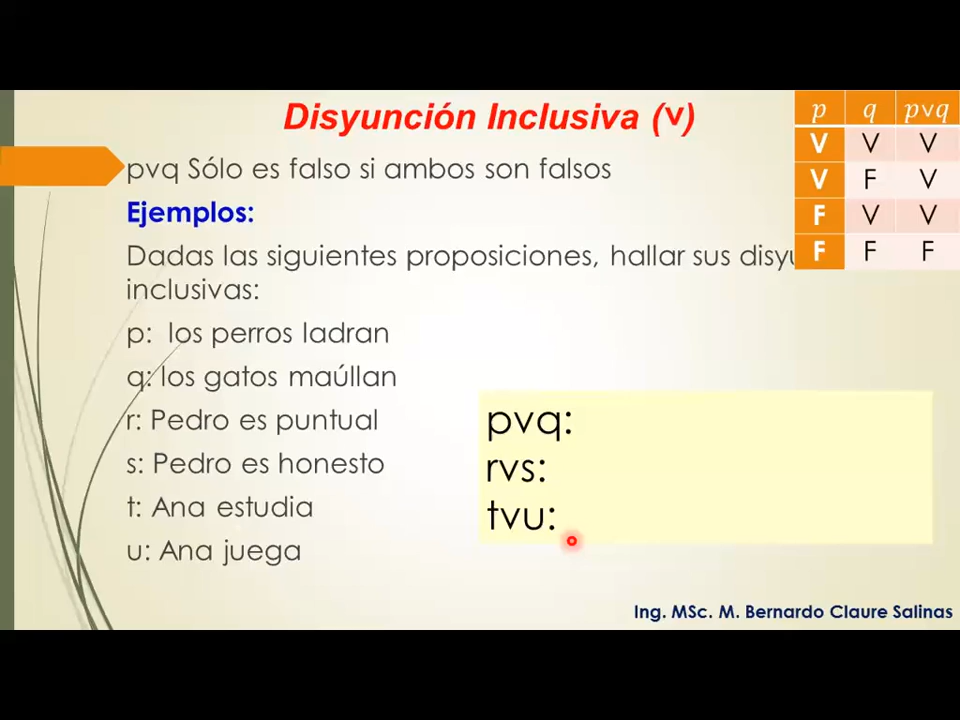 Disyunción Inclusiva (v)
pvq Sólo es falso si ambos son falsos
Ejemplos:
Dadas las siguientes proposiciones, hallar sus
inclusivas:
p: los perros ladran
q: los gatos maúllan
r: Pedro es puntual
s: Pedro es honesto
t: Ana estudia
u: Ana juega
p q pvq
V V V
V F V
F V V
F F F
pvq:
rvs:
tvu:
Ing. MSc. M. Bernardo Claure Salinas